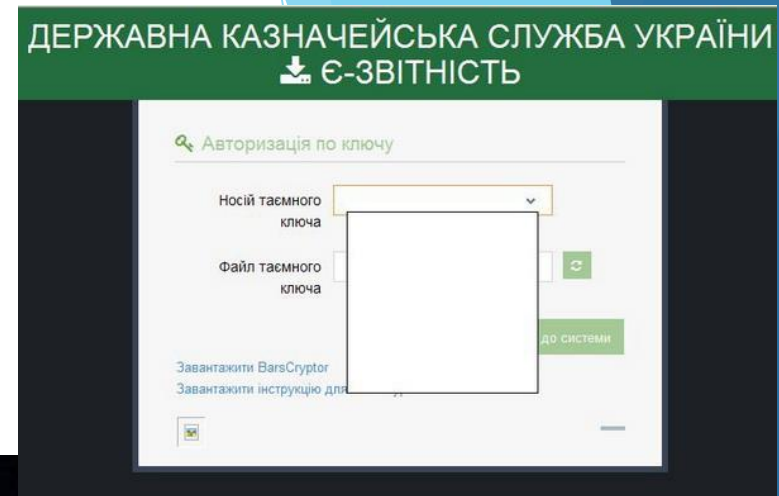 ДЕРЖАВНА КАЗНАЧЕЙСЬКА СЛУЖБА УКРАЇНИ
Є-ЗВІТНІСТЬ
Авторизація по ключу
Носій таємного
ключа
Файл таємного
ключа
до системи
Завантажити BarsCryptor
Завантажити інструкцію для